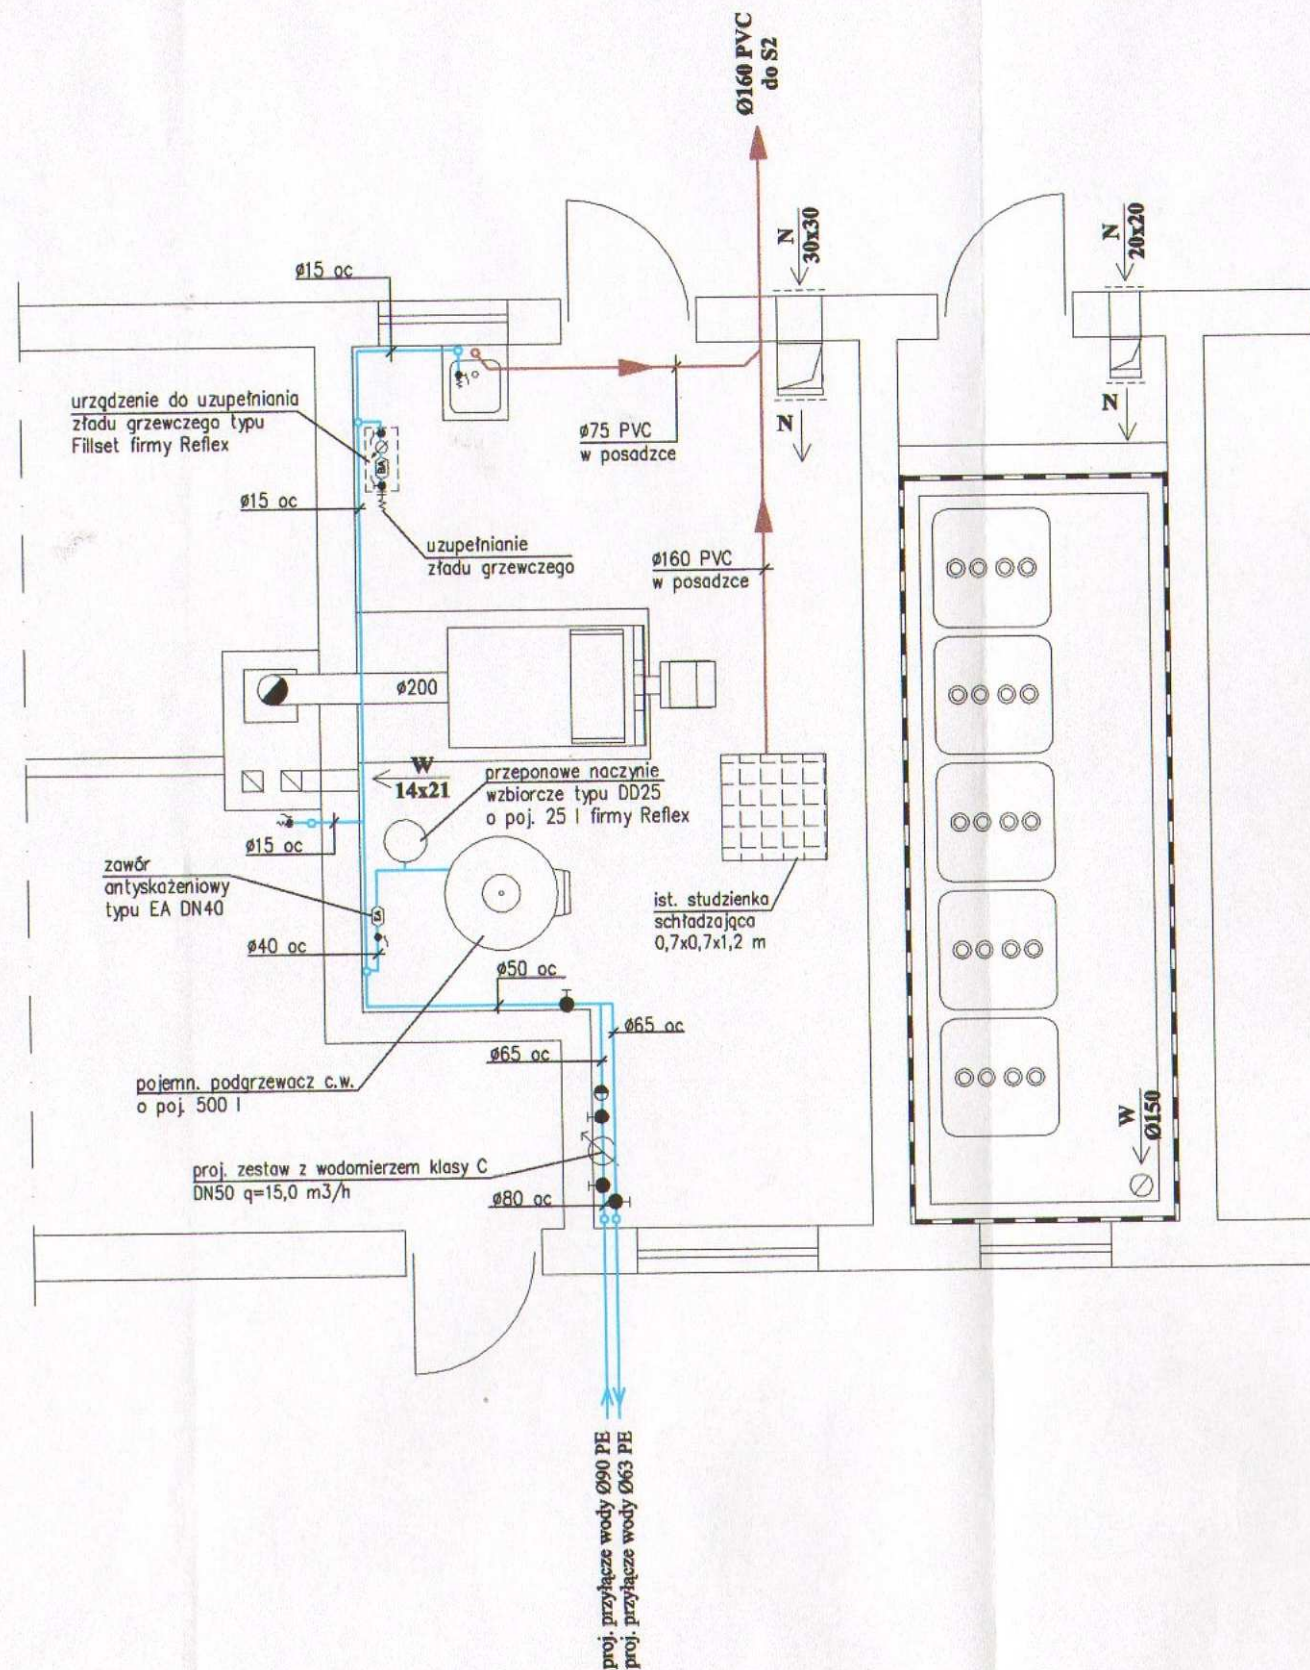 Ø160 PVC
do S2
N
30x30
N
20x20
ø15 oc
urządzenie do uzupełniania
zładu grzewczego typu
Fillset firmy Reflex
ø75 PVC
w posadzce
N
N
BA
ø15 oc
uzupełnianie
zładu grzewczego
ø160 PVC
w posadzce
ø200
W
14x21
przeponowe naczynie
wzbiorcze typu DD25
o poj. 25 l firmy Reflex
ø15 oc
zawór
antyskażeniowy
typu EA DN40
EA
ist. studzienka
schładzająca
0,7x0,7x1,2 m
ø40 oc
ø50 oc
ø65 oc
ø65 oc
pojemn. podgrzewacz c.w.
o poj. 500 l
W
Ø150
proj. zestaw z wodomierzem klasy C
DN50 q=15,0 m3/h
ø80 oc
proj. przyłącze wody Ø90 PE
proj. przyłącze wody Ø63 PE